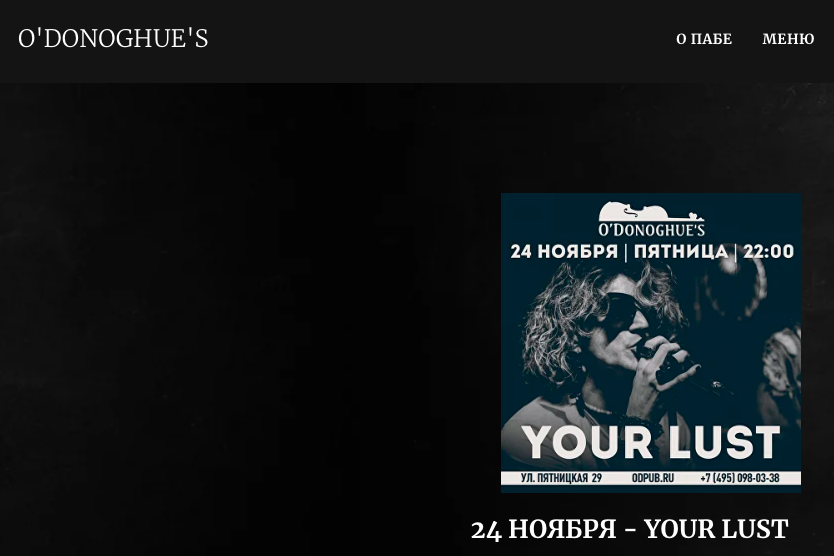 O'DONOGHUE'S
О ПАБЕ МЕНЮ
O'DONOGHUE'S
24 НОЯБРЯ | ПЯТНИЦА | 22:00
YOUR LUST
УЛ. ПЯТНИЦКАЯ 29 ODPUB.RU +7 (495) 098-03-38
24 НОЯБРЯ – YOUR LUST